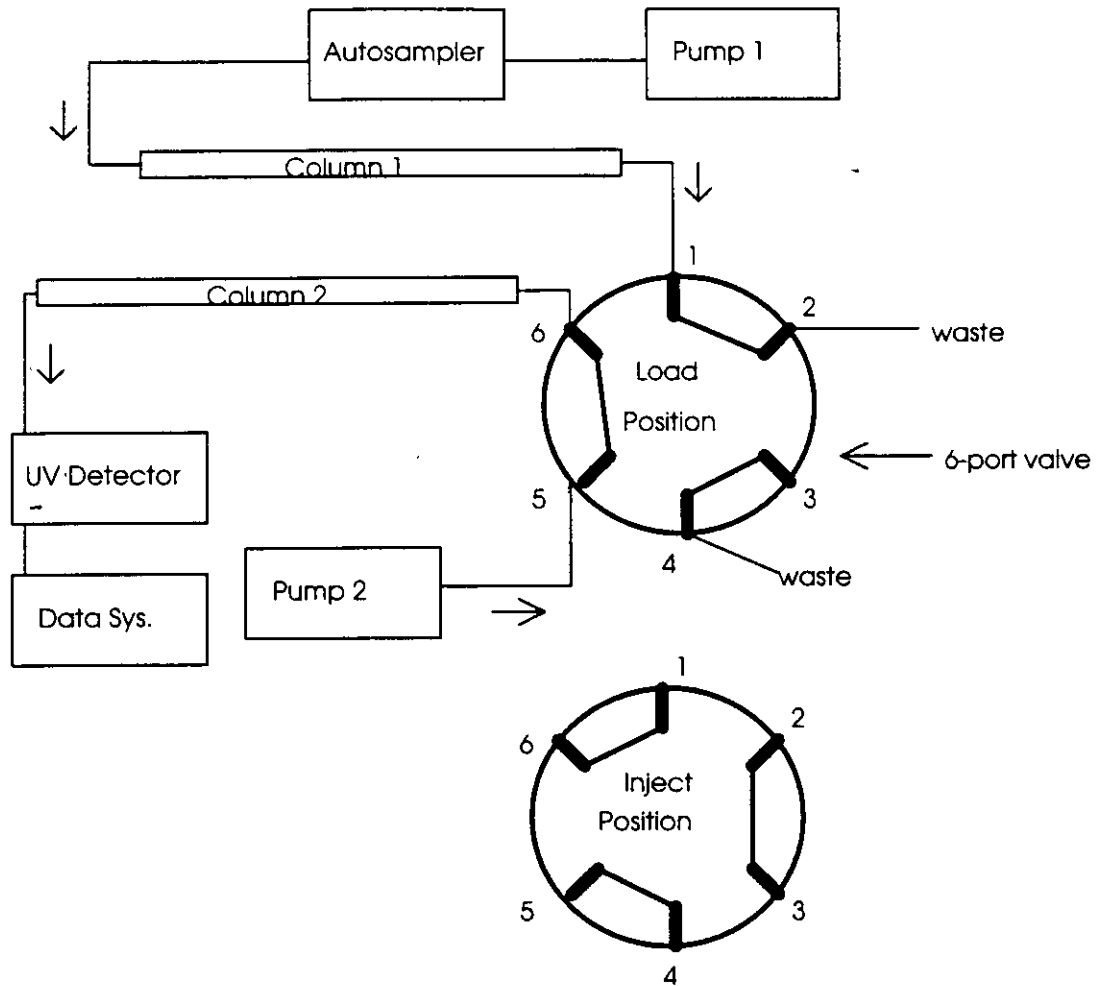 Autosampler
Pump 1
Column 1
Column 2
1
2
waste
6
Load
Position
6-port valve
UV Detector
5
3
4
waste
Pump 2
Data Sys.
1
2
6
Inject
Position
5
3
4